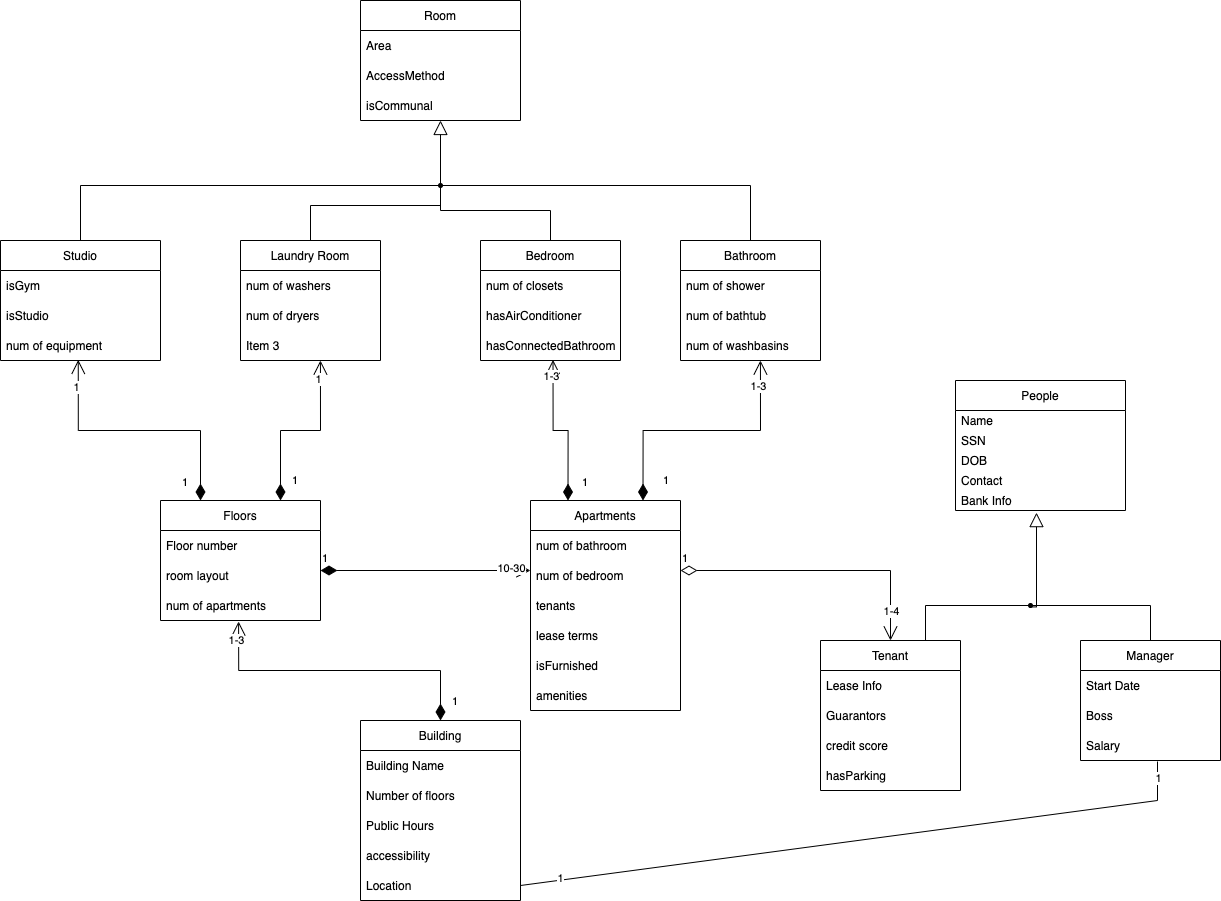 Room
Area
AccessMethod
isCommunal
Studio
isGym
isStudio
num of equipment
1
Laundry Room
num of washers
num of dryers
Item 3
1
Bedroom
num of closets
hasAirConditioner
hasConnectedBathroom
1-3
Bathroom
num of shower
num of bathtub
num of washbasins
1-3
People
Name
SSN
DOB
Contact
Bank Info
1
1
Floors
Floor number
room layout
num of apartments
1
10-30
1-3
1
1
Apartments
num of bathroom
num of bedroom
tenants
lease terms
isFurnished
amenities
1
1-4
Tenant
Lease Info
Guarantors
credit score
hasParking
Manager
Start Date
Boss
Salary
1
1
Building
Building Name
Number of floors
Public Hours
accessibility
Location
1